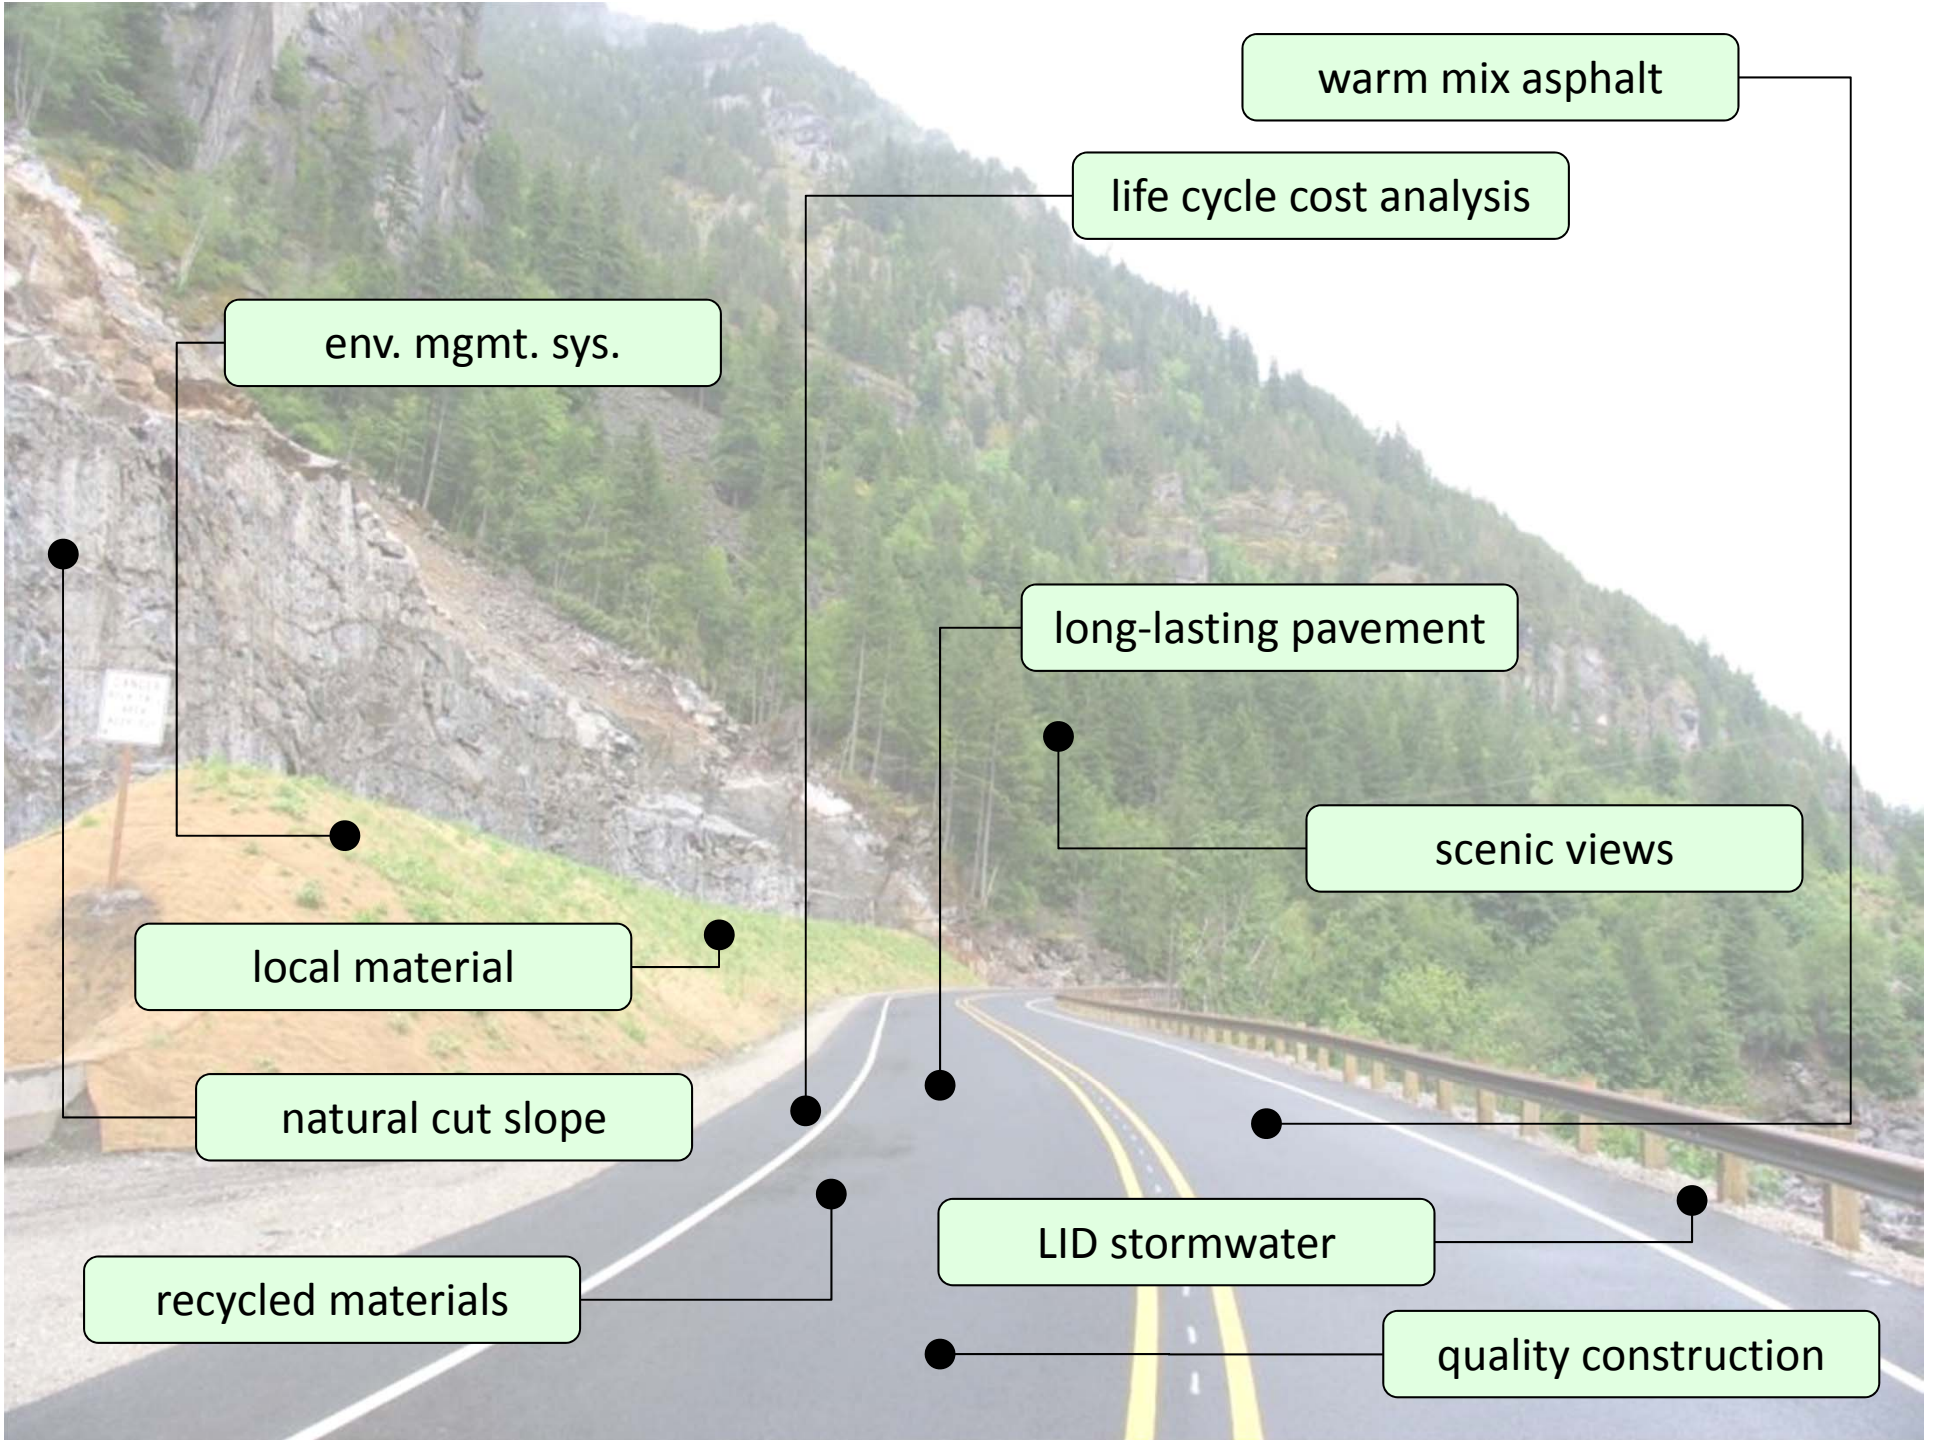 warm mix asphalt
life cycle cost analysis
env. mgmt. sys.
long-lasting pavement
scenic views
local material
natural cut slope
LID stormwater
recycled materials
quality construction